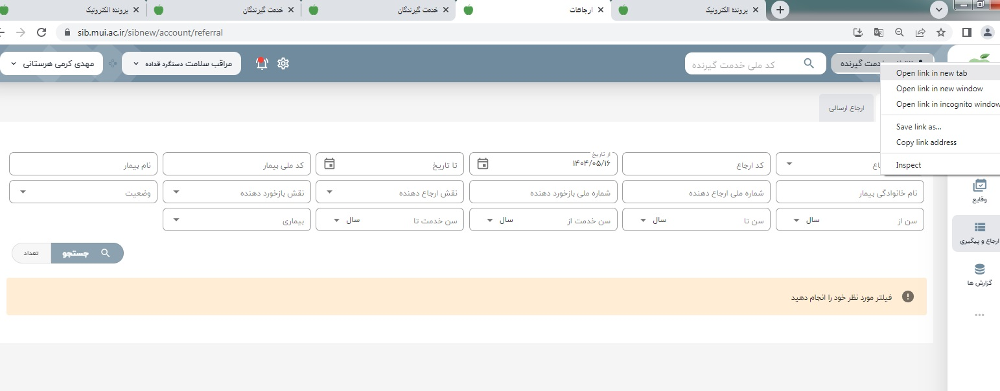 پرونده الکترونیک
خدمت گیرندگان
خدمت گیرندگان
ارجاعات
پرونده الکترونیک
sib.mui.ac.ir/sibnew/account/referral
خدمت گیرنده
کد ملی خدمت گیرنده
مراقب سلامت دستگرد قداده
مهدی کرمی هرستانی
Open link in new tab
Open link in new window
Open link in incognito window
Save link as...
Copy link address
Inspect
ارجاع ارسالی
کد ارجاع
از تاریخ
۱۴۰۴/۰۵/۱۶
تا تاریخ
کد ملی بیمار
نام بیمار
نام خانوادگی بیمار
شماره ملی ارجاع دهنده
شماره ملی بازخورد دهنده
نقش ارجاع دهنده
نقش بازخورد دهنده
وضعیت
سن از
سال
سن تا
سال
سن خدمت از
سال
سن خدمت تا
سال
بیماری
جستجو
تعداد
فیلتر مورد نظر خود را انجام دهید
وقایع
ارجاع و پیگیری
گزارش ها